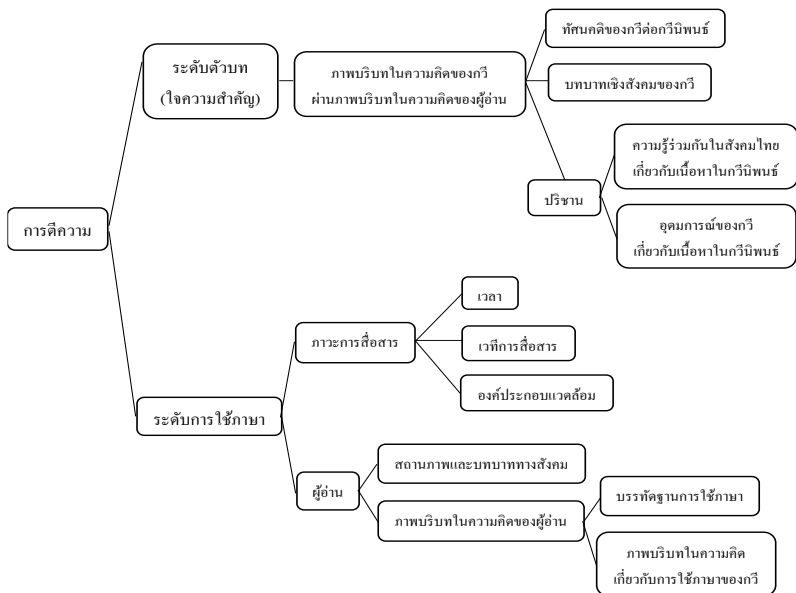 ทัศนคติของกวีต่อกวีนิพนธ์
ระดับตัวบท
(ใจความสำคัญ)
ภาพบริบทในความคิดของกวี
ผ่านภาพบริบทในความคิดของผู้อ่าน
บทบาทเชิงสังคมของกวี
ความรู้ร่วมกันในสังคมไทย
เกี่ยวกับเนื้อหาในกวีนิพนธ์
ปริชาน
อุดมการณ์ของกวี
เกี่ยวกับเนื้อหาในกวีนิพนธ์
การตีความ
เวลา
ภาวะการสื่อสาร
เวทีการสื่อสาร
องค์ประกอบแวดล้อม
ระดับการใช้ภาษา
สถานภาพและบทบาททางสังคม
ผู้อ่าน
บรรทัดฐานการใช้ภาษา
ภาพบริบทในความคิดของผู้อ่าน
ภาพบริบทในความคิด
เกี่ยวกับการใช้ภาษาของกวี